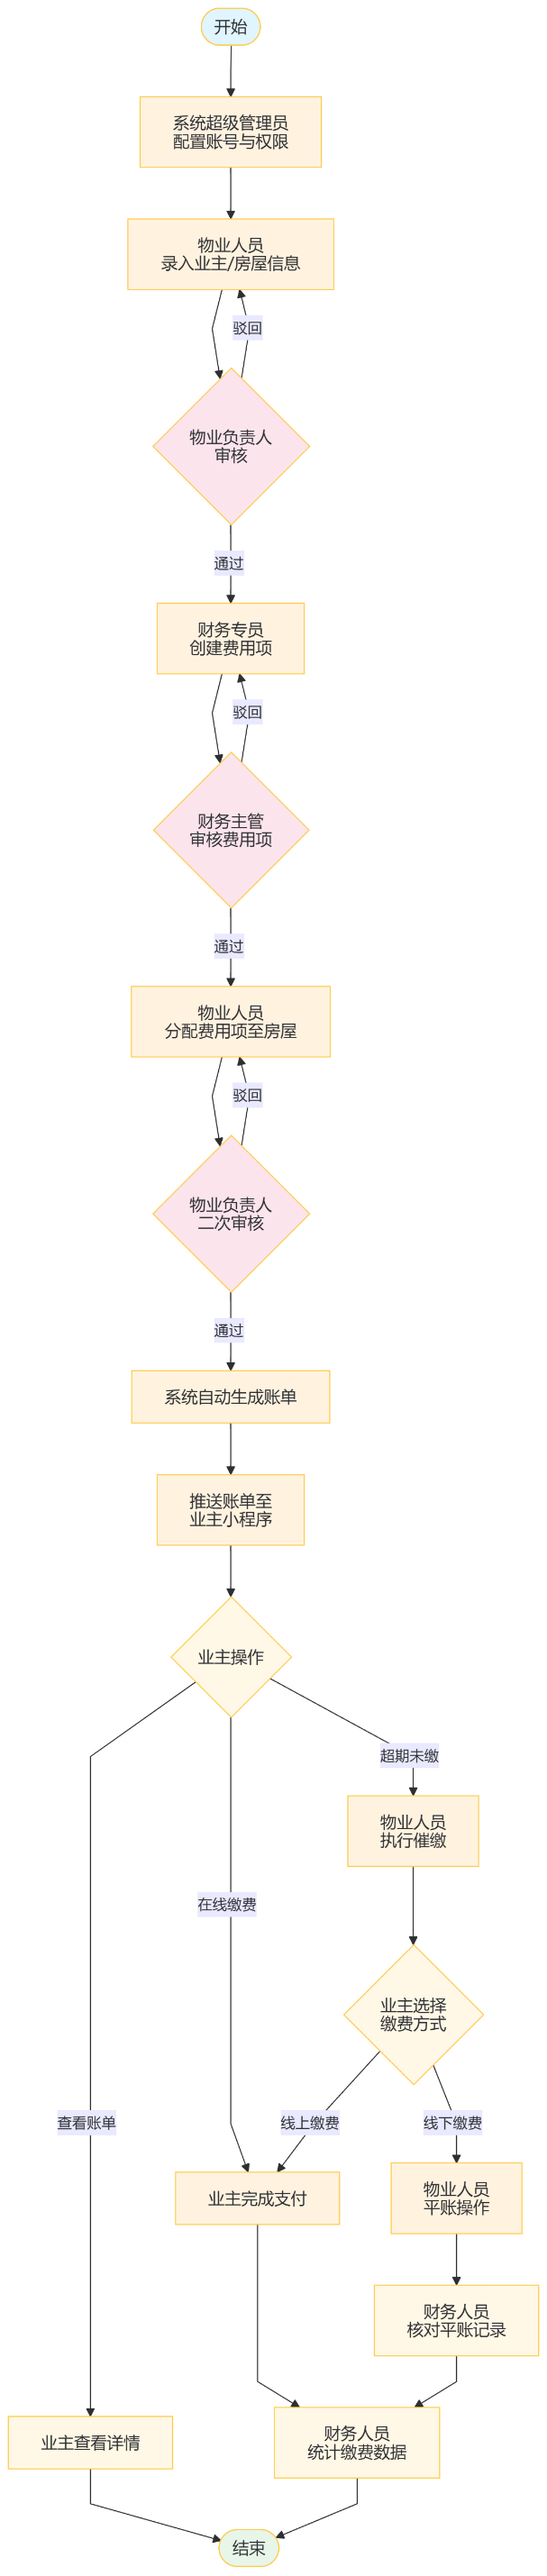 开始
系统超级管理员
配置账号与权限
物业人员
录入业主/房屋信息
驳回
物业负责人
审核
通过
财务专员
创建费用项
驳回
财务主管
审核费用项
通过
物业人员
分配费用项至房屋
驳回
物业负责人
二次审核
通过
系统自动生成账单
推送账单至
业主小程序
业主操作
超期未缴
物业人员
执行催缴
在线缴费
业主选择
缴费方式
查看账单
线上缴费
线下缴费
业主完成支付
物业人员
平账操作
财务人员
核对平账记录
业主查看详情
财务人员
统计缴费数据
结束